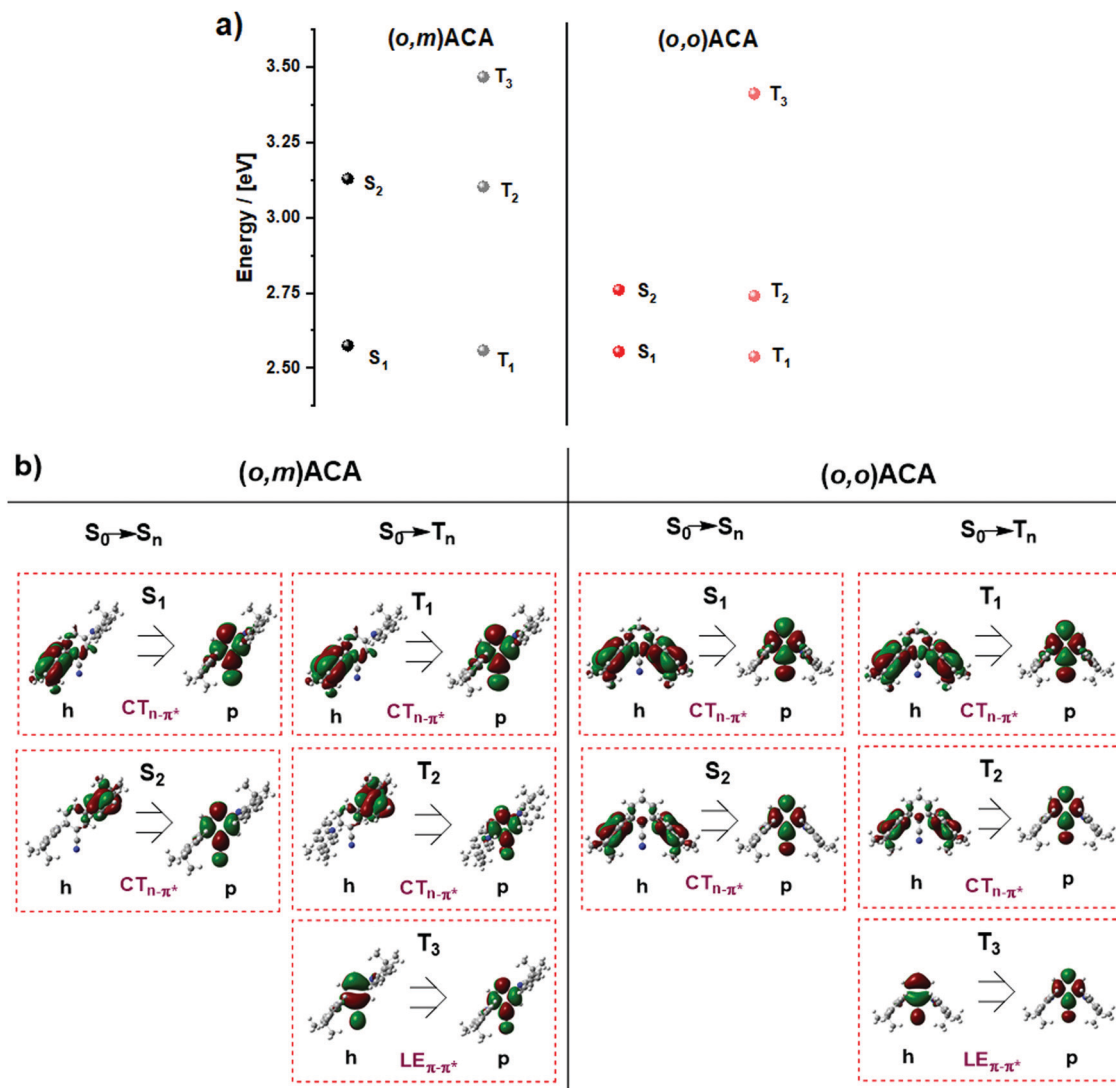 a)
(o,m)ACA (o,o)ACA
Energy / [eV]
3.50
3.25
3.00
2.75
2.50
T3
S2
T2
S1
T1
T3
S2
T2
S1
T1
b)
(o,m)ACA (o,o)ACA
S0→Sn S0→Tn S0→Sn S0→Tn
S1 T1 S1 T1
h p h p h p h p
CTn-π* CTn-π* CTn-π* CTn-π*
S2 T2 S2 T2
h p h p h p h p
CTn-π* CTn-π* CTn-π* CTn-π*
T3 T3
h p h p
LEπ-π* LEπ-π*